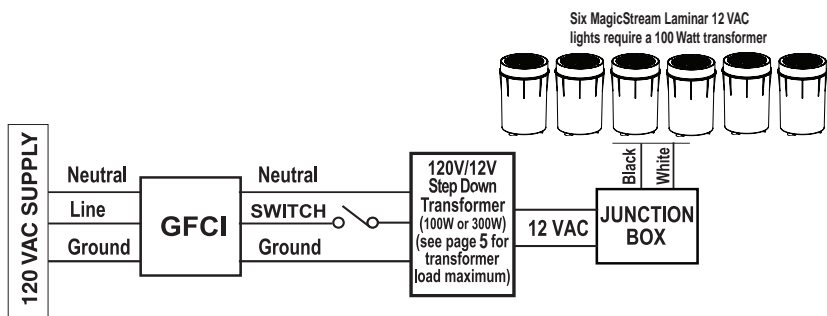 Six MagicStream Laminar 12 VAC
lights require a 100 Watt transformer
120 VAC SUPPLY
Neutral
Line
Ground
GFCI
Neutral
SWITCH
Ground
120V/12V
Step Down
Transformer
(100W or 300W)
(see page 5 for
transformer
load maximum)
12 VAC
Black
White
JUNCTION
BOX